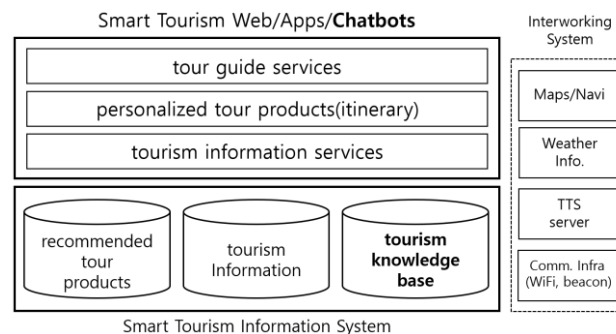 Smart Tourism Web/Apps/Chatbots
tour guide services
personalized tour products(itinerary)
tourism information services
recommended
tour
products
tourism
Information
tourism
knowledge
base
Smart Tourism Information System
Interworking
System
Maps/Navi
Weather
Info.
TTS
server
Comm. Infra
(WiFi, beacon)